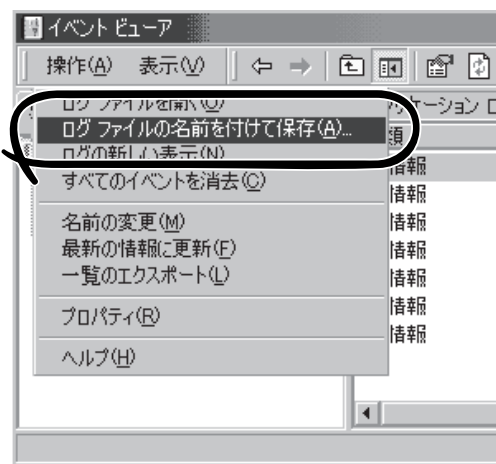 イベント ビューア
操作(A) 表示(V)
ログ ファイルを開く(O)
ログ ファイルの名前を付けて保存(A)...
ログの新しい表示(N)
すべてのイベントを消去(C)
名前の変更(M)
最新の情報に更新(F)
一覧のエクスポート(L)
プロパティ(R)
ヘルプ(H)
ケーション ロ
類
情報
情報
情報
情報
情報
情報
情報